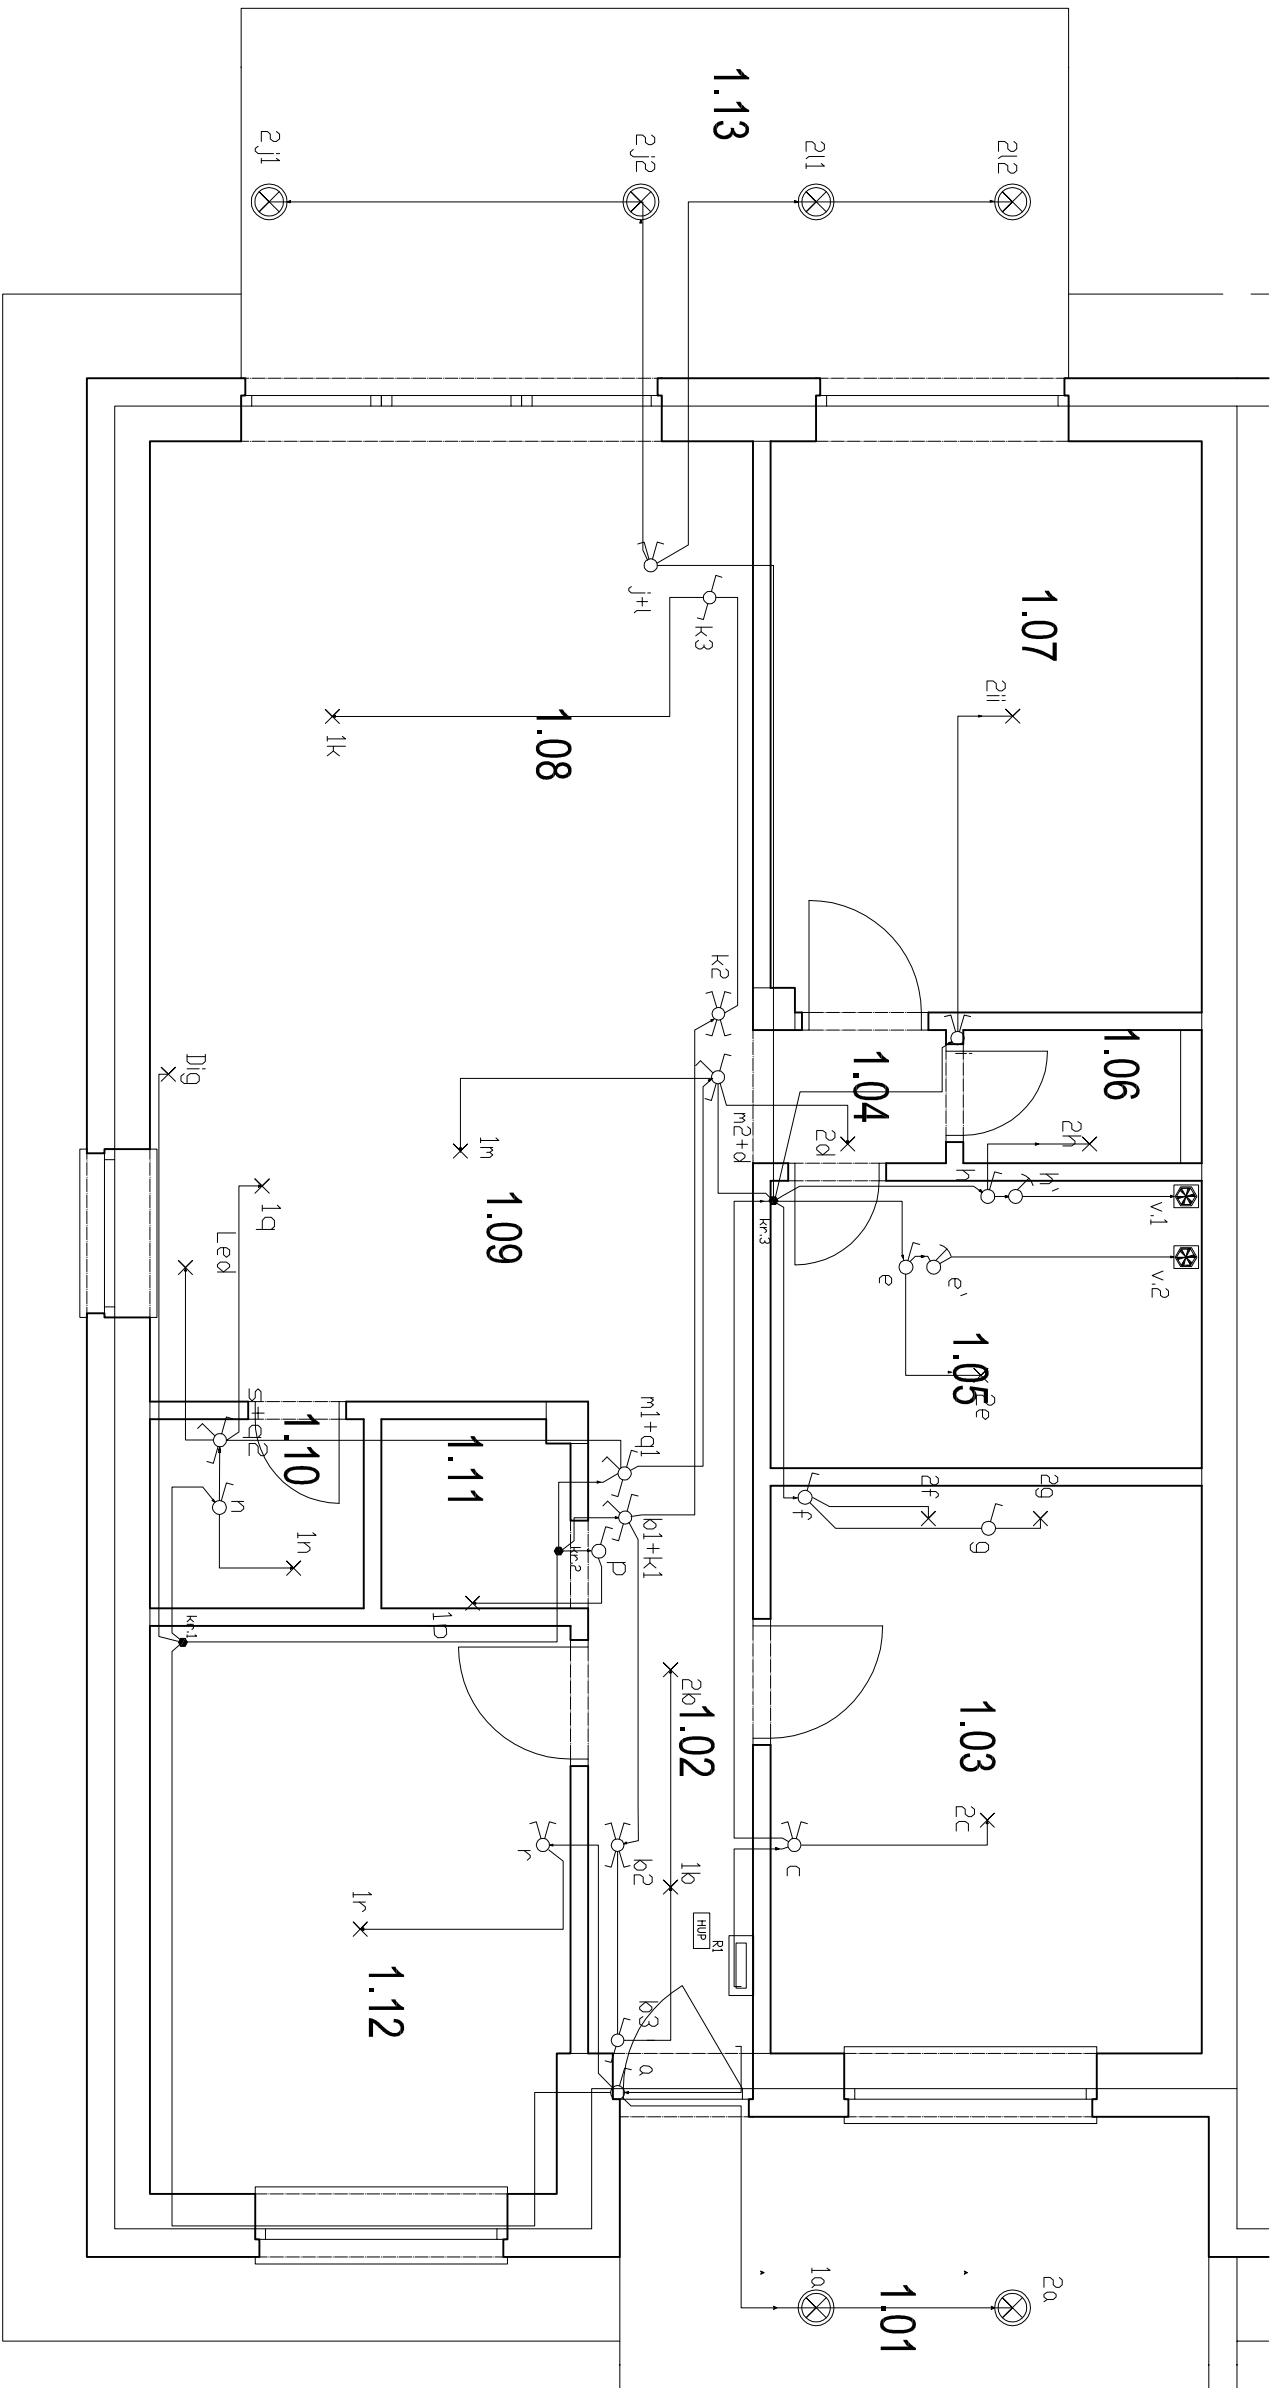 1.13
2j1
2j2
2l1
2l2
1.07
j+l
k3
2ii
1k
1.08
k2
1.06
1.04
i
Dig
1m
m2+d
2d
2h
h
h'
v.1
1q
1.09
kr.3
Led
e
e'
v.2
1.05
2e
s+q2
1.10
1.11
m1+q1
2f
2g
f
g
n
1n
b1+k1
kr.2
p
1p
kr.1
2b
1.02
1.03
2c
c
r
b2
1b
1r
HUP
R1
1.12
b3
a
1a
1.01
2a